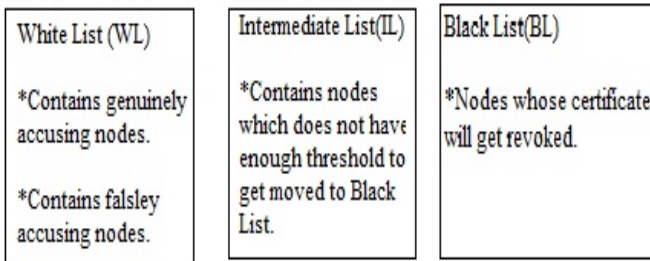 White List (WL)
*Contains genuinely
accusing nodes.
*Contains falsley
accusing nodes.
Intermediate List(IL)
*Contains nodes
which does not have
enough threshold to
get moved to Black
List.
Black List(BL)
*Nodes whose certificate
will get revoked.